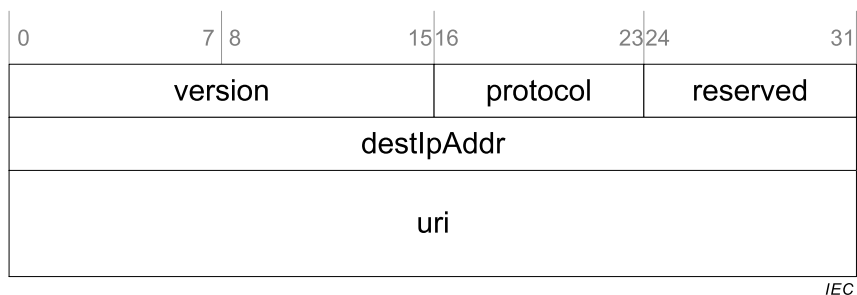 0 7 8 15 16 23 24 31
version protocol reserved
destIpAddr
uri
IEC